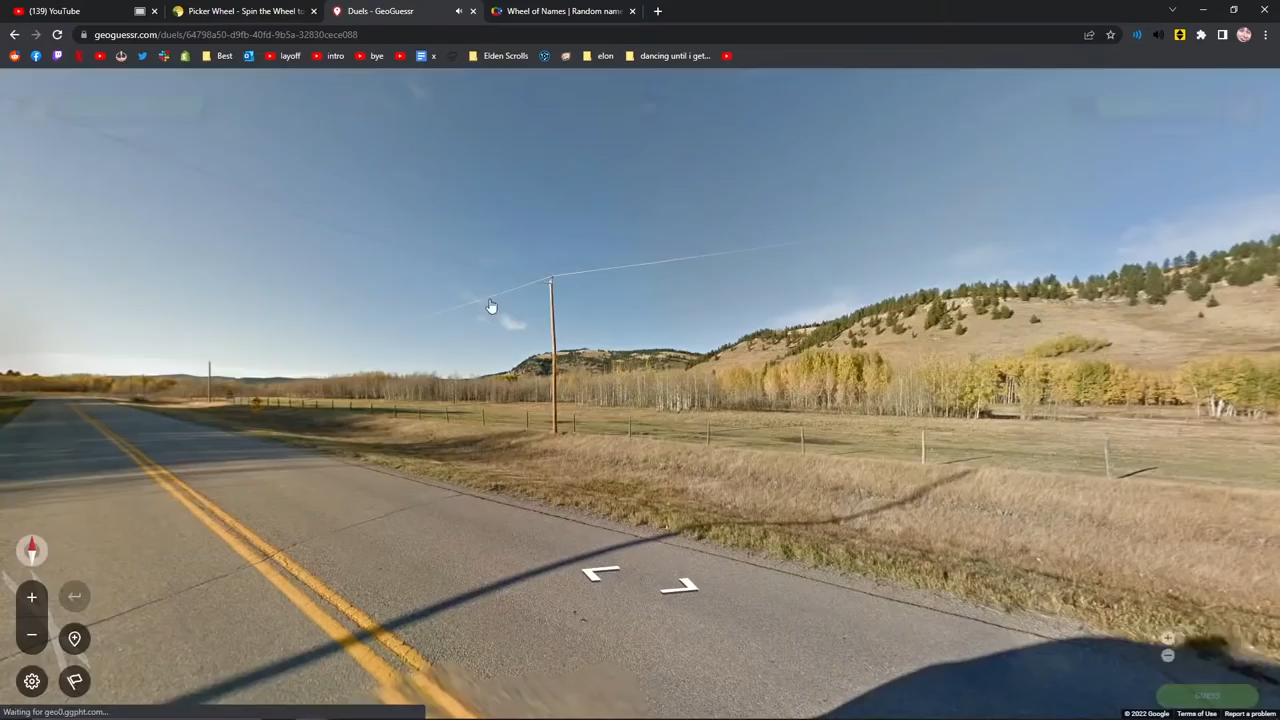 (139) YouTube
Picker Wheel - Spin the Wheel to
Duels - GeoGuessr
Wheel of Names | Random name
geoguessr.com/duels/64798a50-d9fb-40fd-9b5a-32830cece088
Best
layoff
intro
bye
x
Elden Scrolls
elon
dancing until i get...
GUESS
Waiting for geo0.ggpht.com...
© 2022 Google
Terms of Use
Report a problem